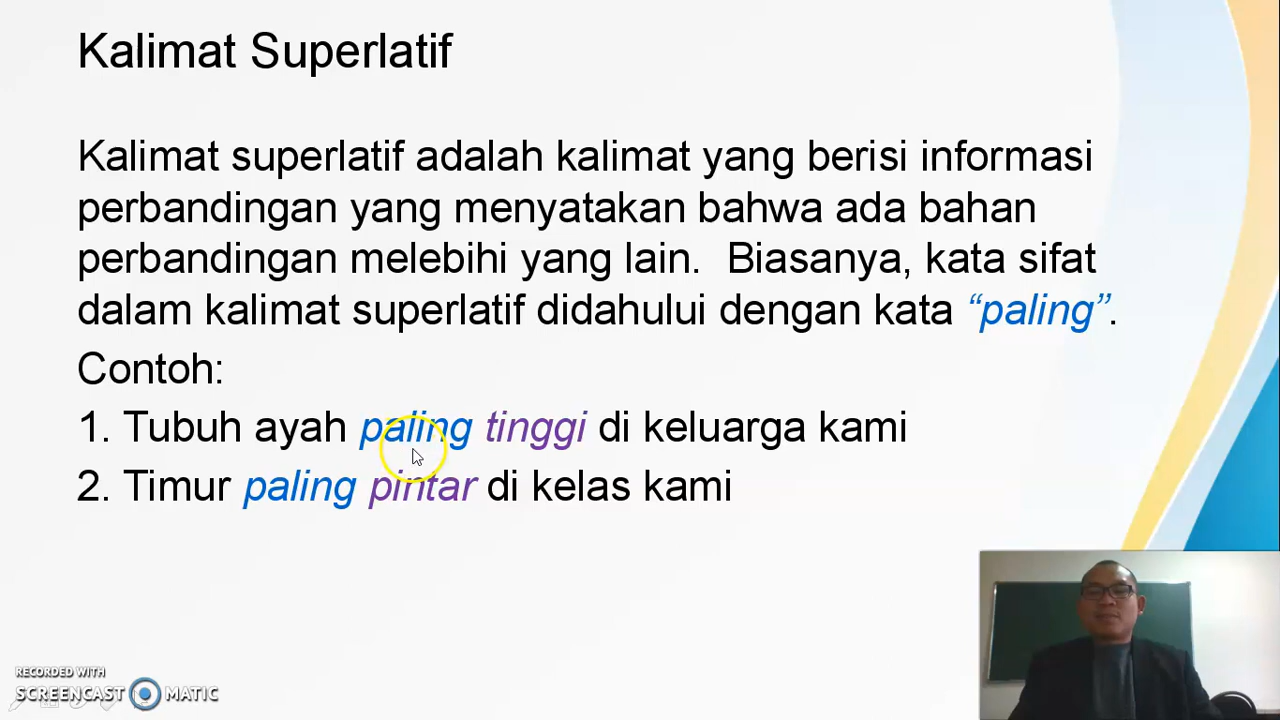 Kalimat Superlatif
Kalimat superlatif adalah kalimat yang berisi informasi
perbandingan yang menyatakan bahwa ada bahan
perbandingan melebihi yang lain.  Biasanya, kata sifat
dalam kalimat superlatif didahului dengan kata “paling”.
Contoh:
1. Tubuh ayah paling tinggi di keluarga kami
2. Timur paling pintar di kelas kami
RECORDED WITH
SCREENCAST MATIC